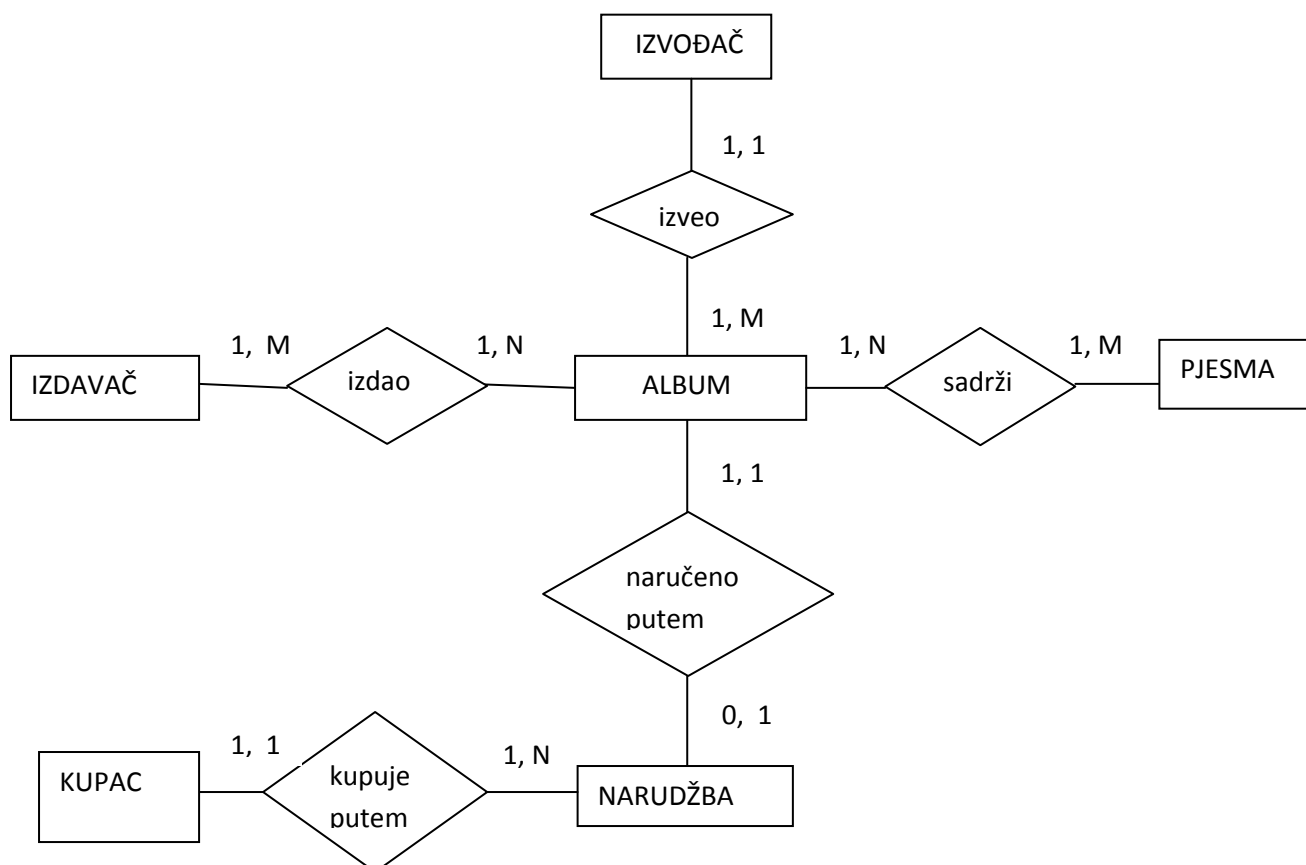 IZVOĐAČ
1, 1
izveo
1, M
1, M
1, N
1, N
1, M
IZDAVAČ
izdao
ALBUM
sadrži
PJESMA
1, 1
naručeno
putem
0, 1
1, 1
1, N
KUPAC
kupuje
putem
NARUDŽBA